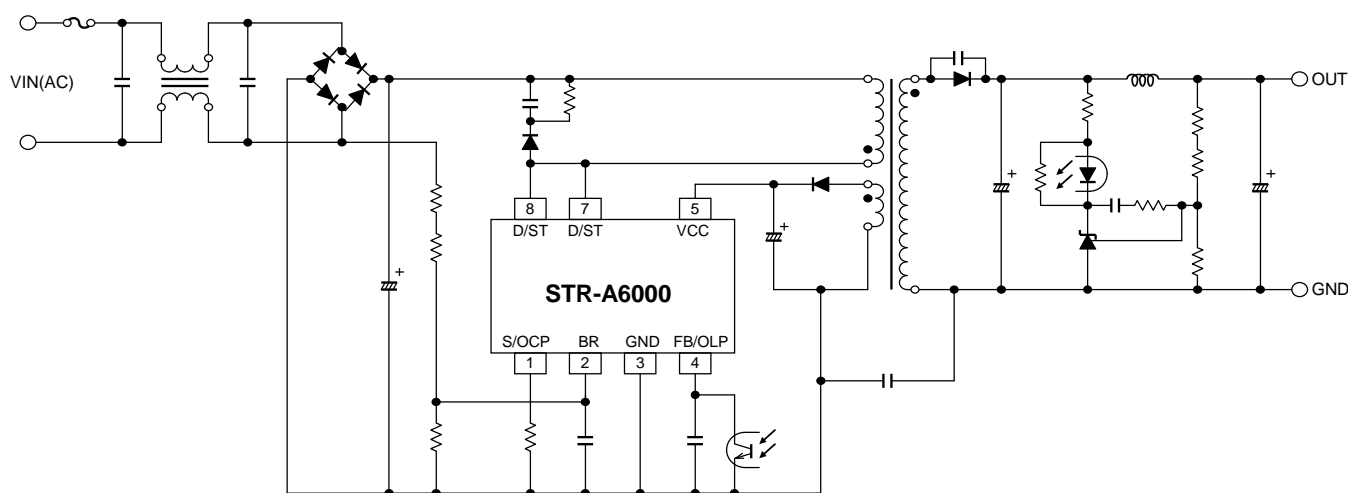 VIN(AC)
OUT
+
+
+
8
7
5
D/ST
D/ST
VCC
+
+
STR-A6000
GND
S/OCP
BR
GND
FB/OLP
1
2
3
4